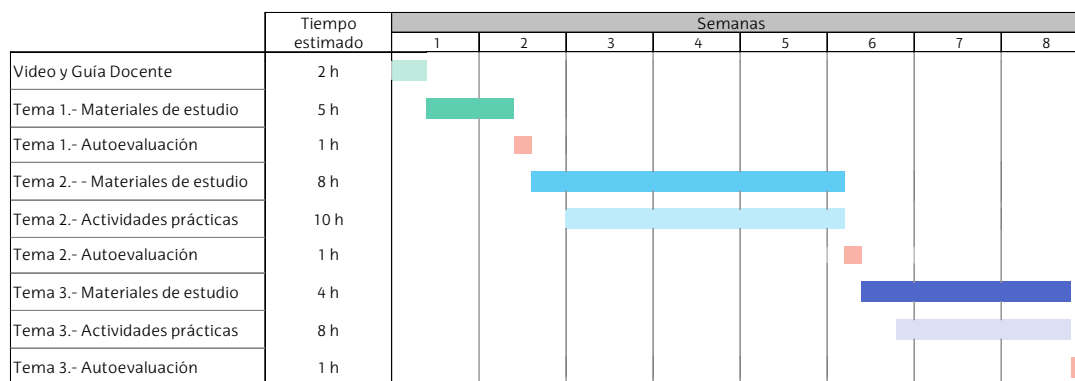 Tiempo estimado Semanas
1 2 3 4 5 6 7 8
Video y Guía Docente 2 h
Tema 1.- Materiales de estudio 5 h
Tema 1.- Autoevaluación 1 h
Tema 2.- - Materiales de estudio 8 h
Tema 2.- Actividades prácticas 10 h
Tema 2.- Autoevaluación 1 h
Tema 3.- Materiales de estudio 4 h
Tema 3.- Actividades prácticas 8 h
Tema 3.- Autoevaluación 1 h